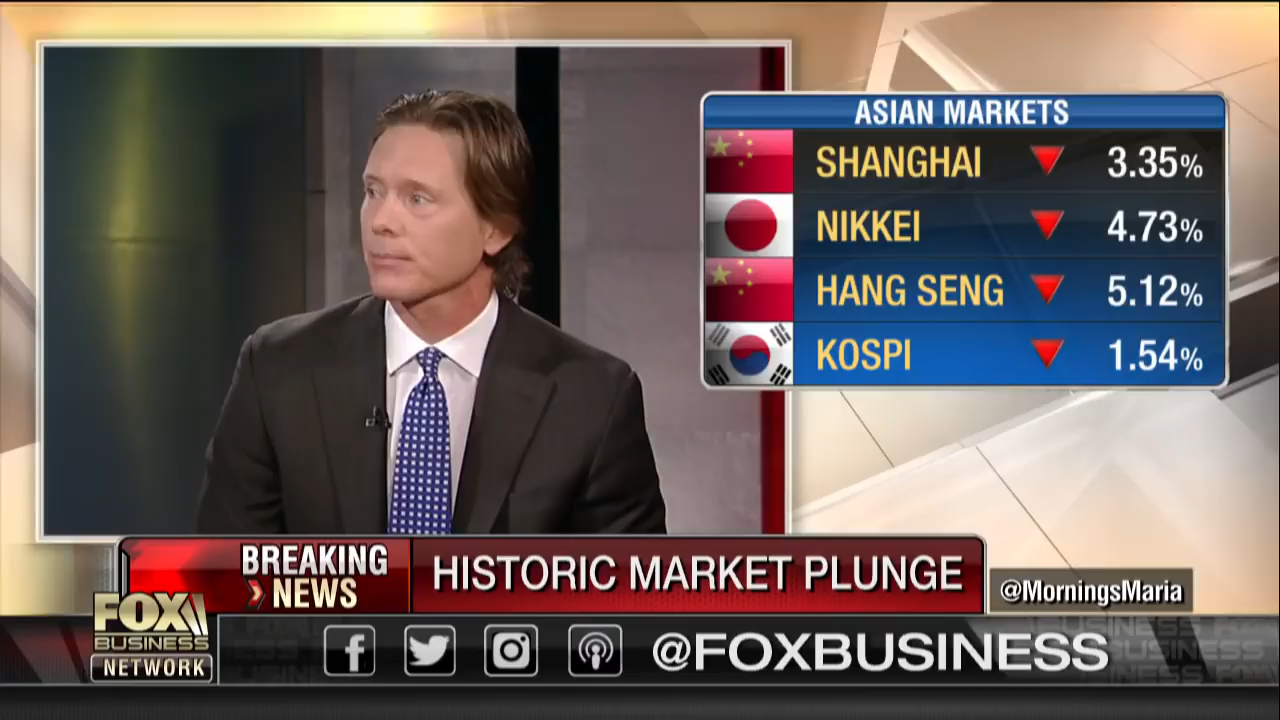 ASIAN MARKETS
SHANGHAI 3.35%
NIKKEI 4.73%
HANG SENG 5.12%
KOSPI 1.54%
BREAKING
NEWS
HISTORIC MARKET PLUNGE
@MorningsMaria
FOX
BUSINESS
NETWORK
@FOXBUSINESS